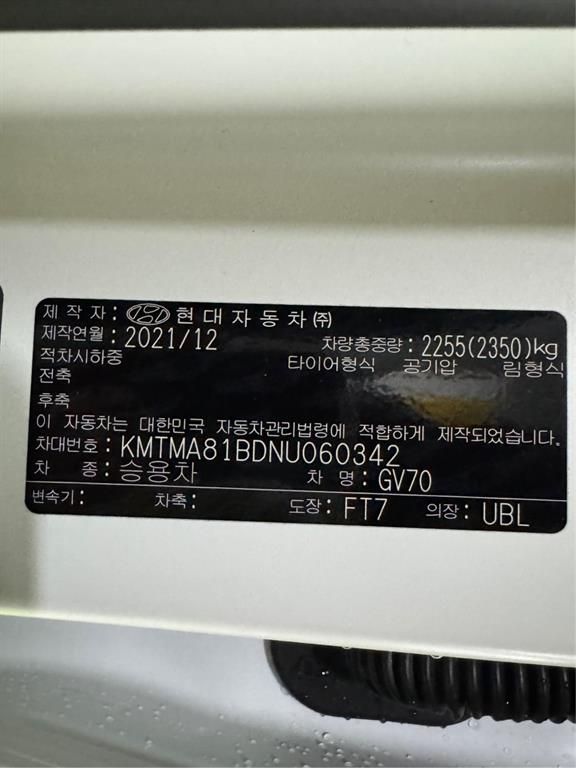 제 작 자: 현대자동차㈜
제작연월: 2021/12 차량총중량: 2255(2350)kg
적차시하중 타이어형식 공기압 림형식
전축
후축
이 자동차는 대한민국 자동차관리법령에 적합하게 제작되었습니다.
차대번호: KMTMA81BDNU060342
차 종: 승용차 차 명: GV70
변속기: 차축: 도장: FT7 의장: UBL